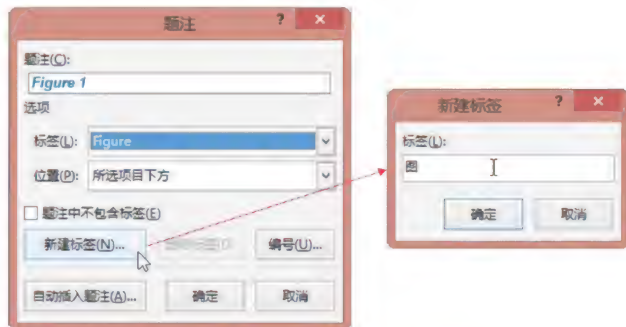 题注
?
×
题注(C):
Figure 1
选项
标签(L): Figure
位置(P): 所选项目下方
题注中不包含标签(E)
新建标签(N)...
编号(U)...
自动插入题注(A)...
确定
取消
新建标签
?
×
标签(L):
图
确定
取消